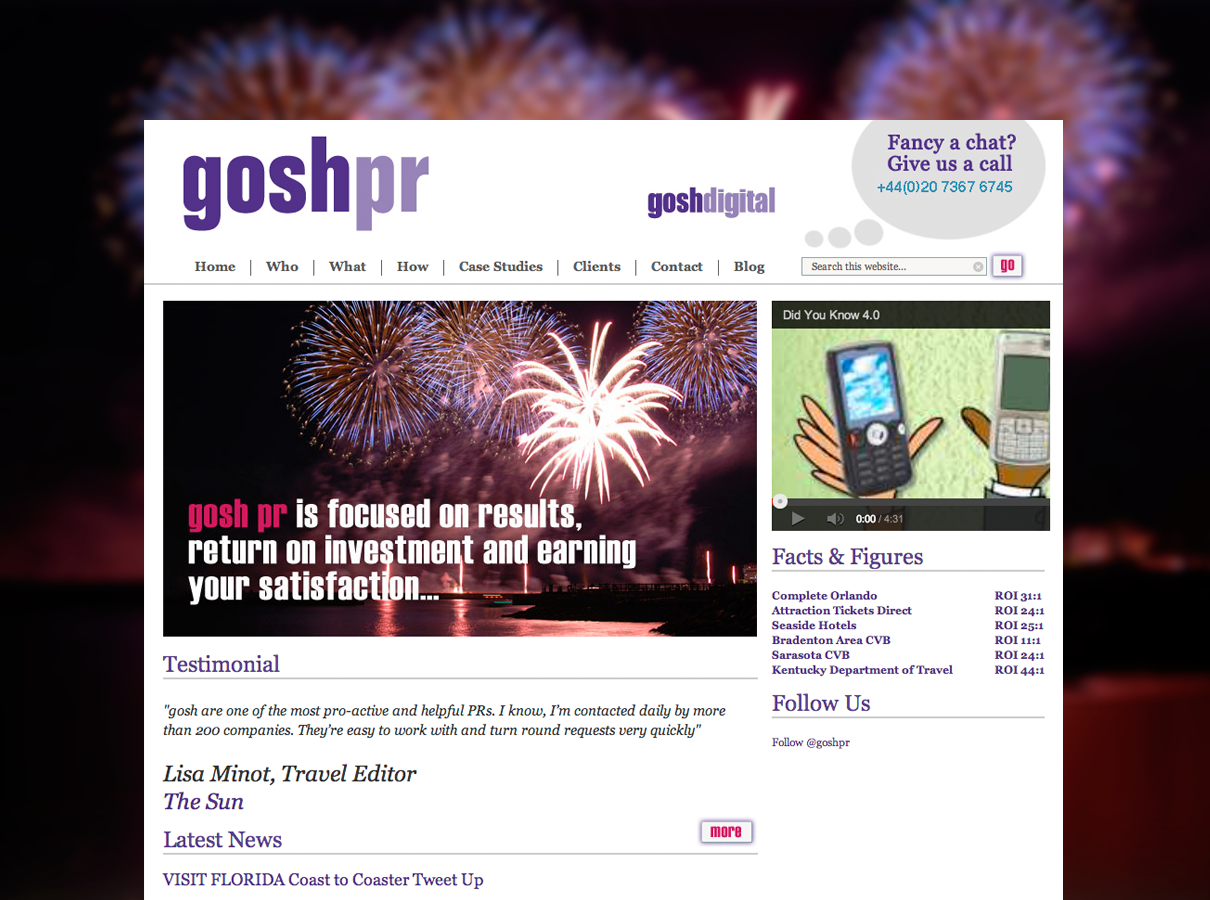 goshpr
goshdigital
Fancy a chat?
Give us a call
+44(0)20 7367 6745
Home
Who
What
How
Case Studies
Clients
Contact
Blog
Search this website...
go
gosh pr is focused on results,
return on investment and earning
your satisfaction...
Did You Know 4.0
0:00 / 4:31
Facts & Figures
Complete Orlando ROI 31:1
Attraction Tickets Direct ROI 24:1
Seaside Hotels ROI 25:1
Bradenton Area CVB ROI 11:1
Sarasota CVB ROI 24:1
Kentucky Department of Travel ROI 44:1
Follow Us
Follow @goshpr
Testimonial
"gosh are one of the most pro-active and helpful PRs. I know, I'm contacted daily by more
than 200 companies. They're easy to work with and turn round requests very quickly"
Lisa Minot, Travel Editor
The Sun
Latest News
more
VISIT FLORIDA Coast to Coaster Tweet Up